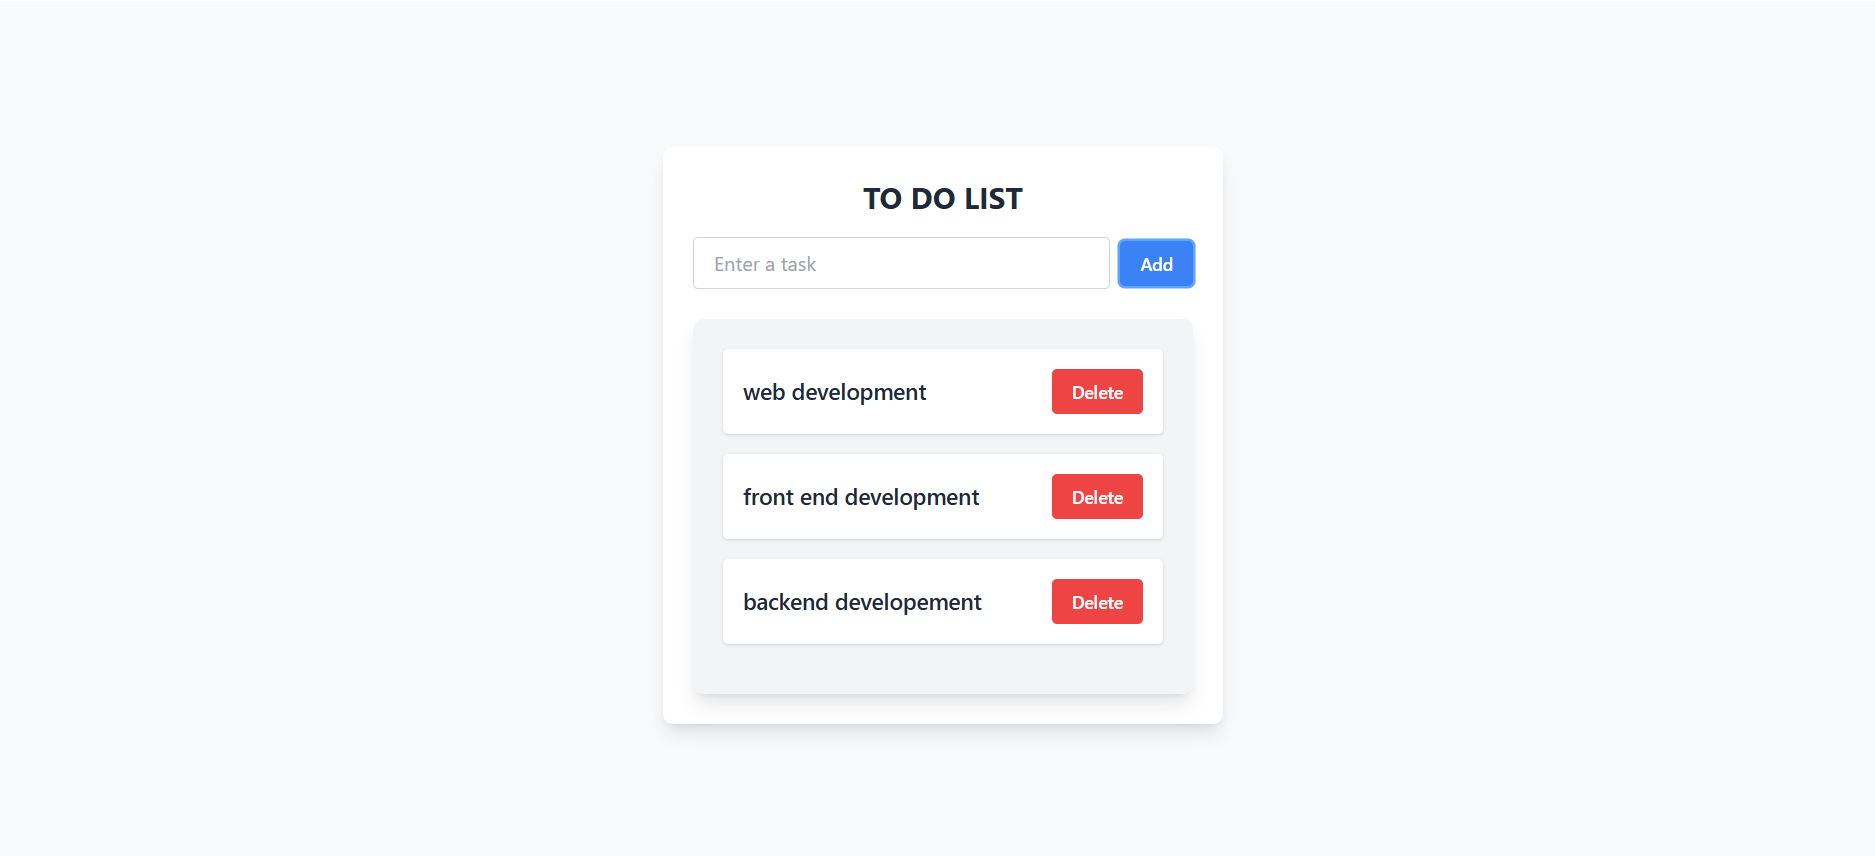 TO DO LIST
Enter a task
Add
web development
Delete
front end development
Delete
backend developement
Delete